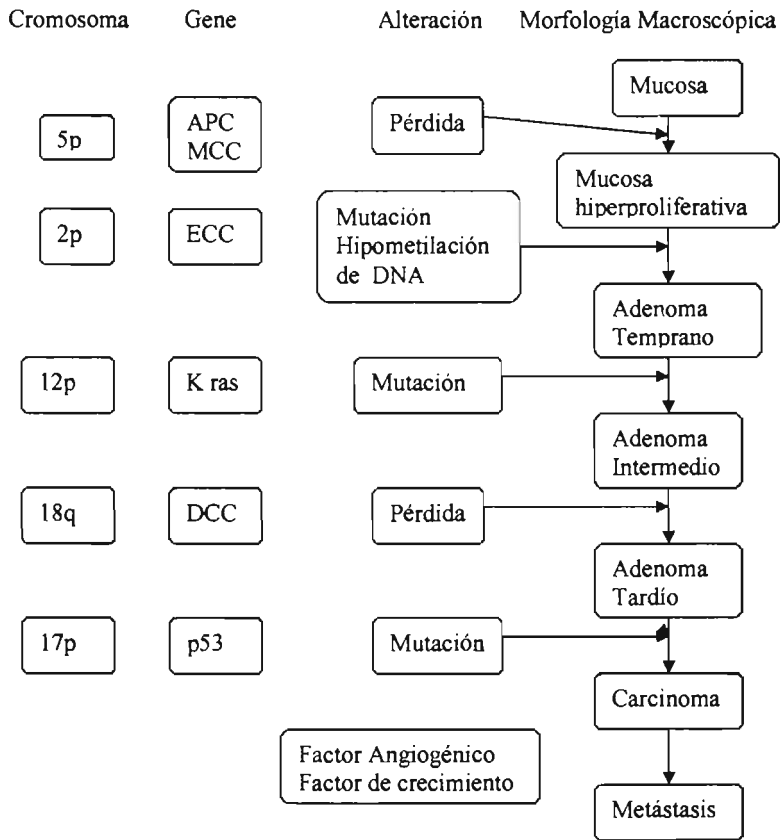 Cromosoma Gene Alteración Morfología Macroscópica
Mucosa
5p
APC
MCC
Pérdida
Mucosa
hiperproliferativa
2p
ECC
Mutación
Hipometilación
de DNA
Adenoma
Temprano
12p
K ras
Mutación
Adenoma
Intermedio
18q
DCC
Pérdida
Adenoma
Tardío
17p
p53
Mutación
Carcinoma
Factor Angiogénico
Factor de crecimiento
Metástasis